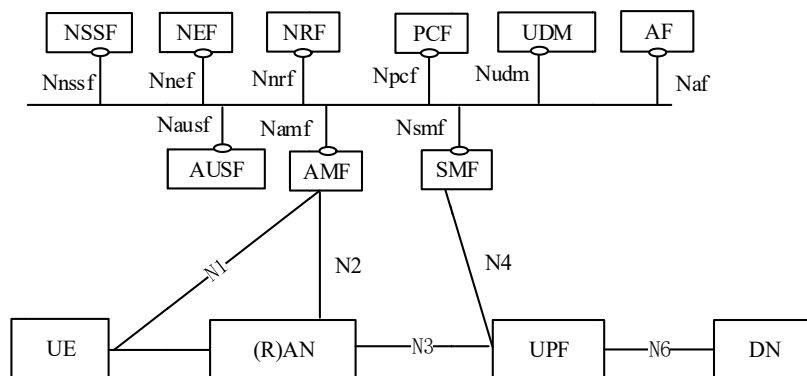 NSSF NEF NRF PCF UDM AF
Nnssf Nnef Nnrf Npcf Nudm Naf
Nausf Namf Nsmf
AUSF AMF SMF
N1 N2 N4
UE (R)AN N3 UPF N6 DN